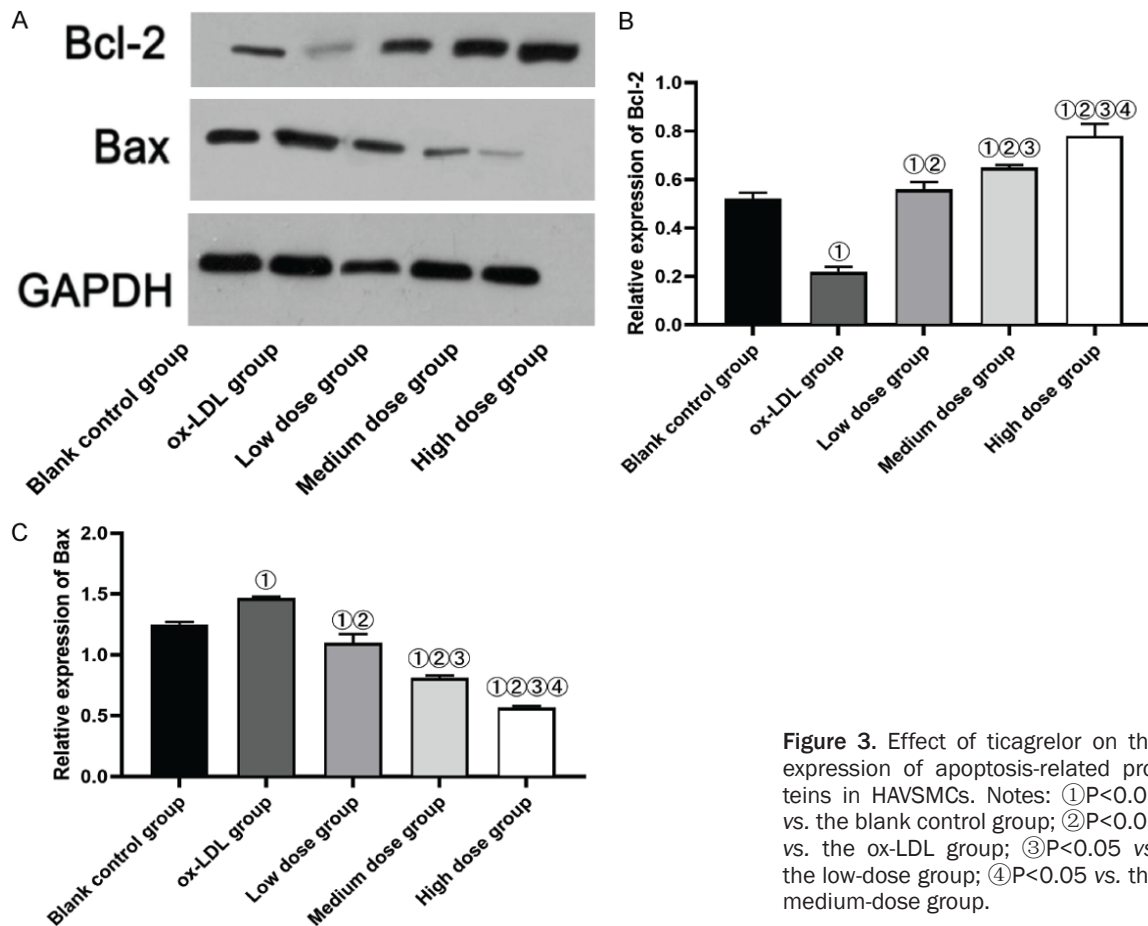 A
Bcl-2
Bax
GAPDH
Blank control group
ox-LDL group
Low dose group
Medium dose group
High dose group
B
Relative expression of Bcl-2
1.0
0.8
0.6
0.4
0.2
0.0
①
①②
①②③
①②③④
Blank control group
ox-LDL group
Low dose group
Medium dose group
High dose group
C
Relative expression of Bax
2.0
1.5
1.0
0.5
0.0
①
①②
①②③
①②③④
Blank control group
ox-LDL group
Low dose group
Medium dose group
High dose group
Figure 3. Effect of ticagrelor on th
expression of apoptosis-related pro
teins in HAVSMCs. Notes: ①P<0.0
vs. the blank control group; ②P<0.0
vs. the ox-LDL group; ③P<0.05 vs
the low-dose group; ④P<0.05 vs. th
medium-dose group.